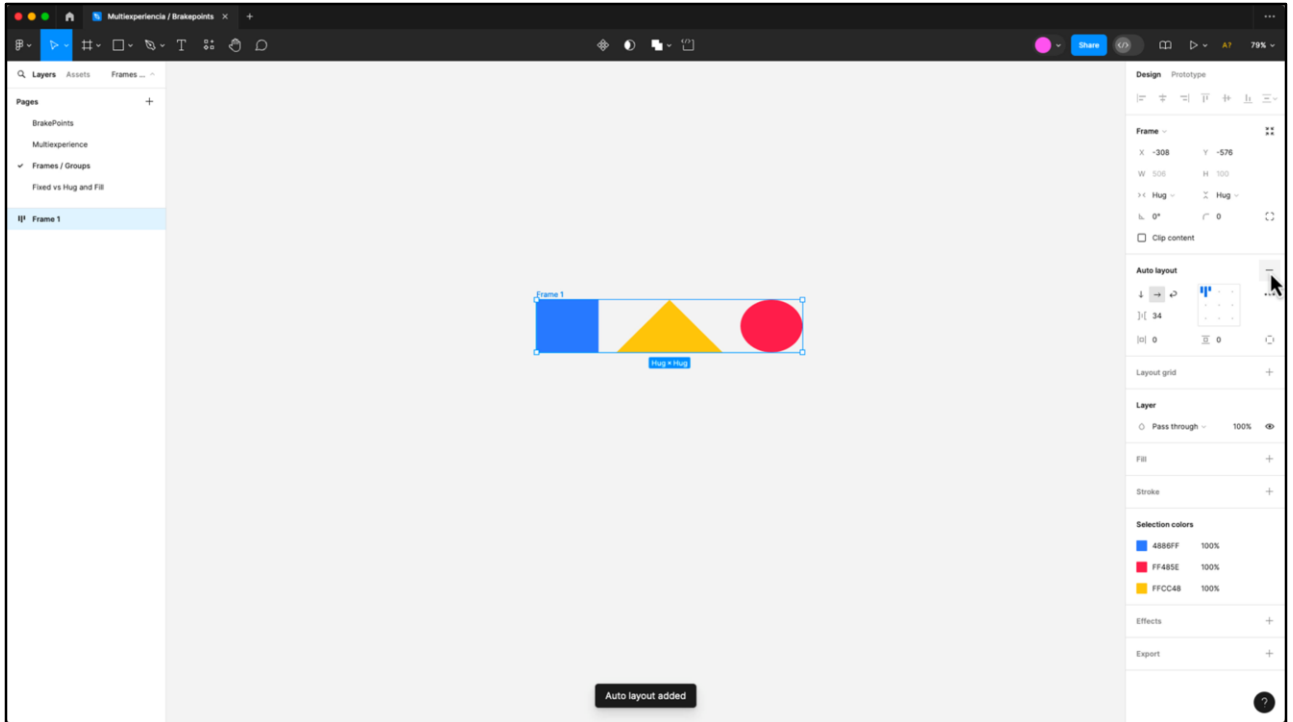 Multiexperiencia / Brakepoints
Share
A?
79%
Layers Assets Frames ...
Pages
BrakePoints
Multiexperience
Frames / Groups
Fixed vs Hug and Fill
Frame 1
Frame 1
Hug × Hug
Auto layout added
Design Prototype
Frame
X -308 Y -576
W 508 H 100
Hug Hug
0° 0
Clip content
Auto layout
34
0 0
Layout grid
Layer
Pass through 100%
Fill
Stroke
Selection colors
4886FF 100%
FF485E 100%
FFCC48 100%
Effects
Export
?